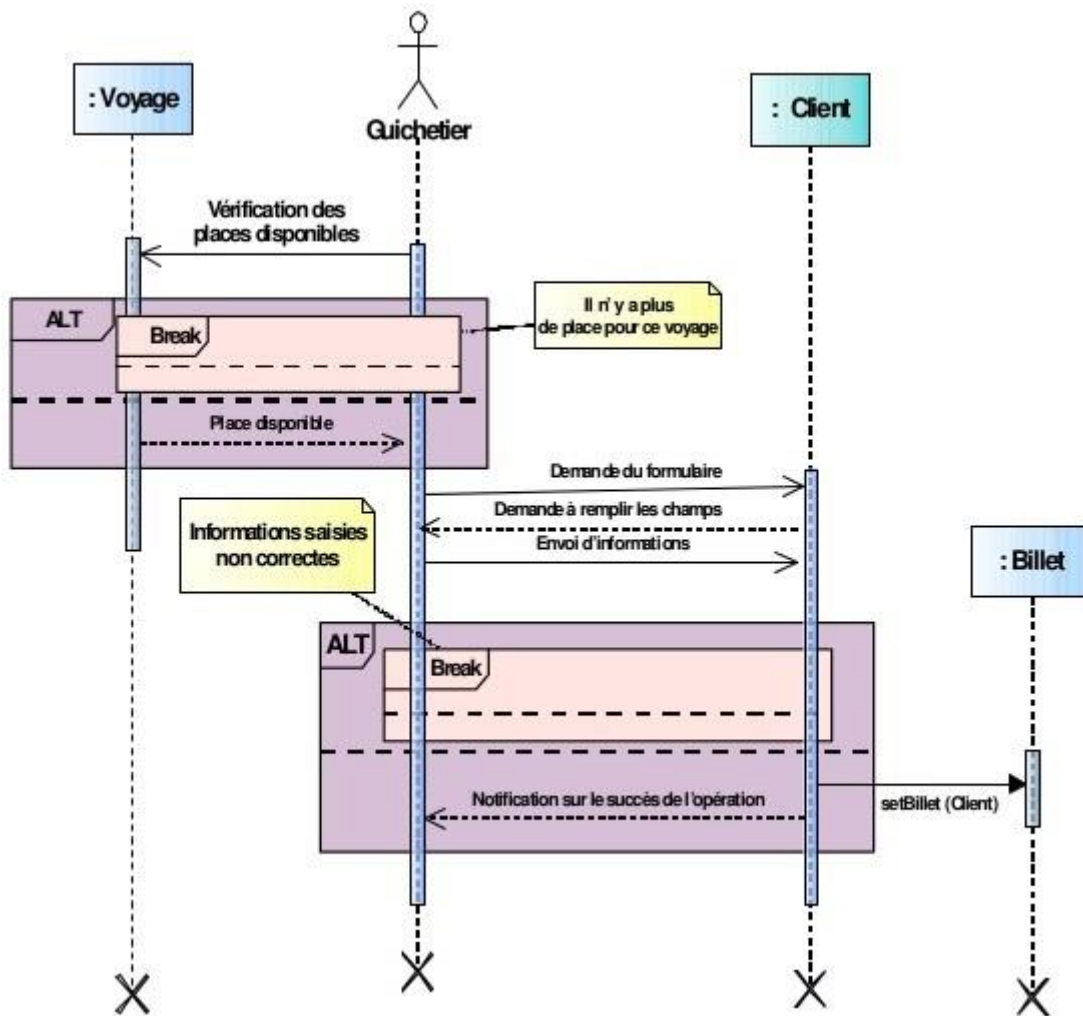 : Voyage
Guichetier
: Client
Vérification des
places disponibles
ALT
Break
Il n'y a plus
de place pour ce voyage
Place disponible
Demande du formulaire
Demande à remplir les champs
Envoi d'informations
Informations saisies
non correctes
: Billet
ALT
Break
Notification sur le succès de l'opération
setBillet (Client)